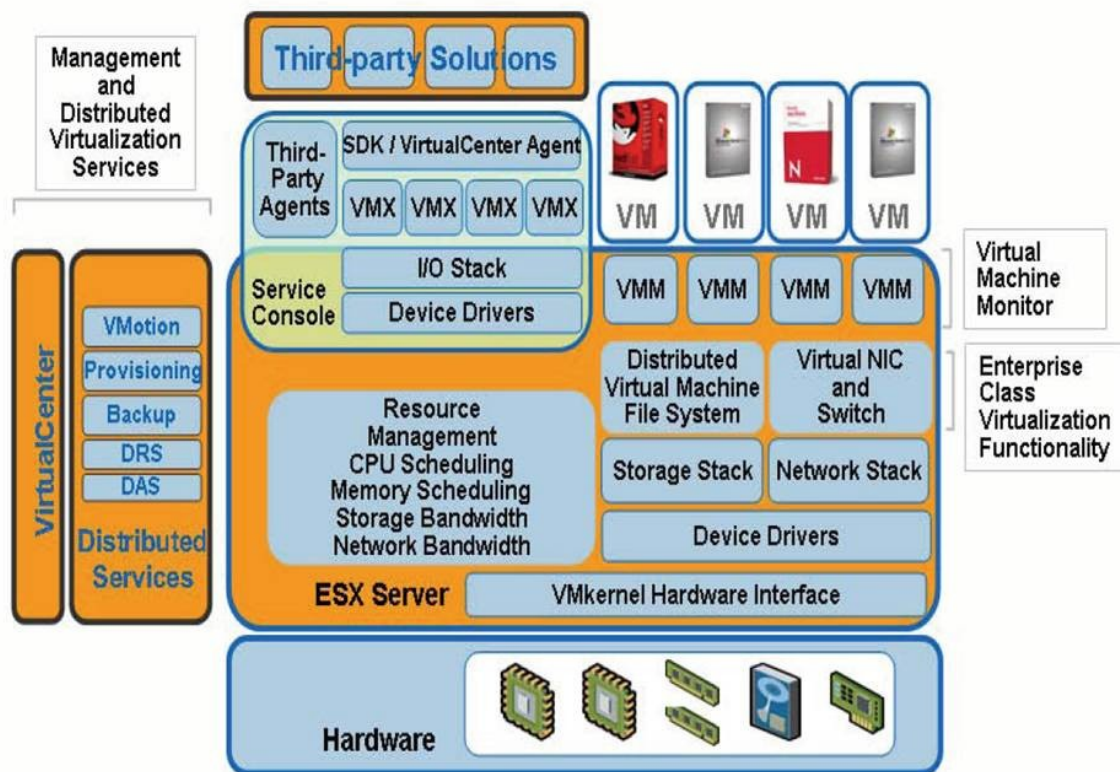 Third-party Solutions
Management
and
Distributed
Virtualization
Services
Third-
Party
Agents
SDK / VirtualCenter Agent
VMX
VMX
VMX
VMX
N
VM
VM
VM
VM
I/O Stack
Service
Console
Device Drivers
VMM
VMM
VMM
VMM
Virtual
Machine
Monitor
VirtualCenter
VMotion
Provisioning
Backup
DRS
DAS
Distributed
Services
Resource
Management
CPU Scheduling
Memory Scheduling
Storage Bandwidth
Network Bandwidth
Distributed
Virtual Machine
File System
Virtual NIC
and
Switch
Enterprise
Class
Virtualization
Functionality
Storage Stack
Network Stack
Device Drivers
ESX Server
VMkernel Hardware Interface
Hardware